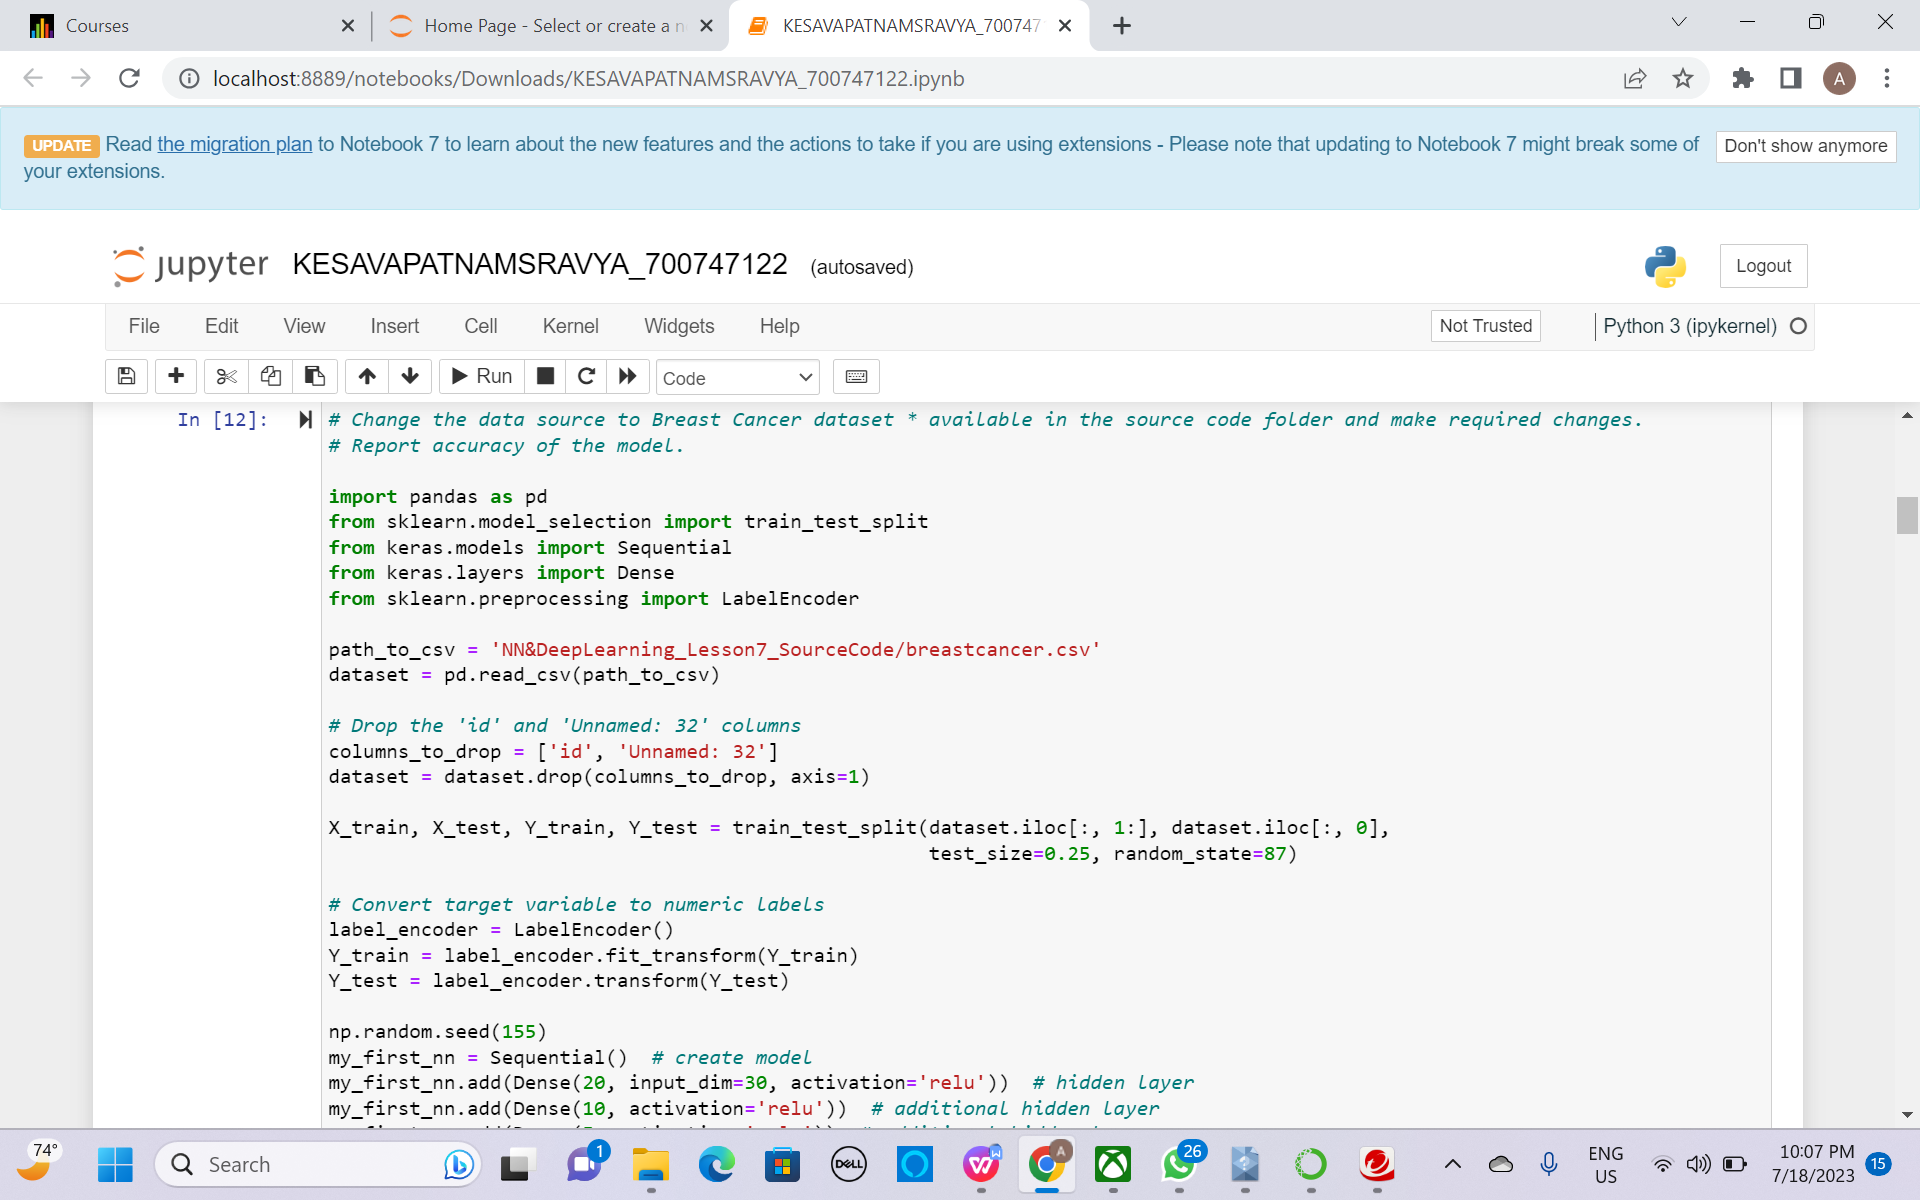 Courses
Home Page - Select or create a n
KESAVAPATNAMSRAVYA_700747
localhost:8889/notebooks/Downloads/KESAVAPATNAMSRAVYA_700747122.ipynb
A
UPDATE Read the migration plan to Notebook 7 to learn about the new features and the actions to take if you are using extensions - Please note that updating to Notebook 7 might break some of
your extensions.
Don't show anymore
jupyter KESAVAPATNAMSRAVYA_700747122 (autosaved)
Logout
File Edit View Insert Cell Kernel Widgets Help
Not Trusted
Python 3 (ipykernel)
Run
Code
In [12]:
# Change the data source to Breast Cancer dataset * available in the source code folder and make required changes.
# Report accuracy of the model.
import pandas as pd
from sklearn.model_selection import train_test_split
from keras.models import Sequential
from keras.layers import Dense
from sklearn.preprocessing import LabelEncoder
path_to_csv = 'NN&DeepLearning_Lesson7_SourceCode/breastcancer.csv'
dataset = pd.read_csv(path_to_csv)
# Drop the 'id' and 'Unnamed: 32' columns
columns_to_drop = ['id', 'Unnamed: 32']
dataset = dataset.drop(columns_to_drop, axis=1)
X_train, X_test, Y_train, Y_test = train_test_split(dataset.iloc[:, 1:], dataset.iloc[:, 0],
test_size=0.25, random_state=87)
# Convert target variable to numeric labels
label_encoder = LabelEncoder()
Y_train = label_encoder.fit_transform(Y_train)
Y_test = label_encoder.transform(Y_test)
np.random.seed(155)
my_first_nn = Sequential()  # create model
my_first_nn.add(Dense(20, input_dim=30, activation='relu'))  # hidden layer
my_first_nn.add(Dense(10, activation='relu'))  # additional hidden layer
74°
Search
1
DELL
A
26
ENG
US
10:07 PM
7/18/2023
15